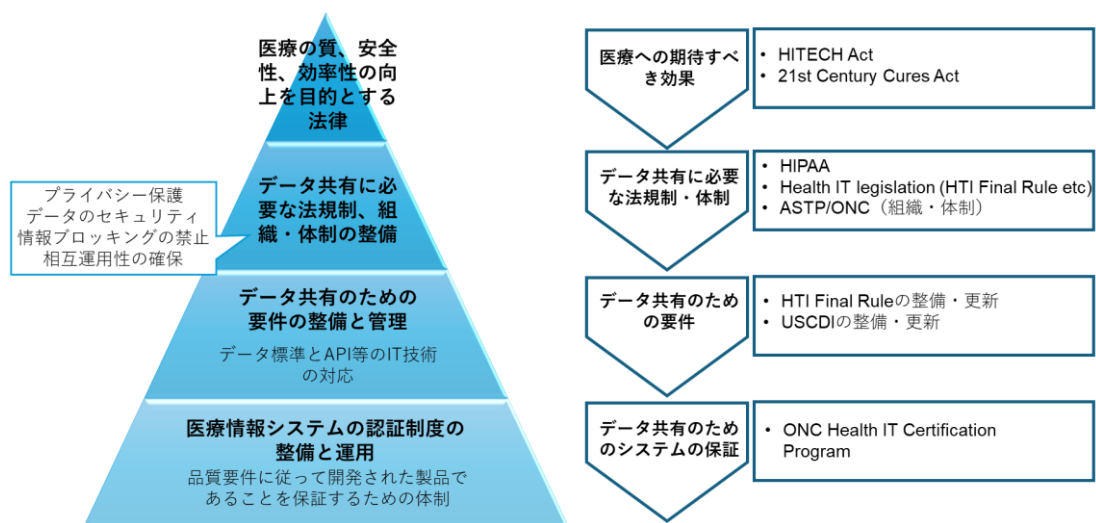 医療の質、安全
性、効率性の向
上を目的とする
法律
プライバシー保護
データのセキュリティ
情報ブロッキングの禁止
相互運用性の確保
データ共有に必
要な法規制、組
織・体制の整備
データ共有のための
要件の整備と管理
データ標準とAPI等のIT技術
の対応
医療情報システムの認証制度の
整備と運用
品質要件に従って開発された製品で
あることを保証するための体制
医療への期待すべ
き効果
• HITECH Act
• 21st Century Cures Act
データ共有に必要
な法規制・体制
• HIPAA
• Health IT legislation (HTI Final Rule etc)
• ASTP/ONC（組織・体制）
データ共有のため
の要件
• HTI Final Ruleの整備・更新
• USCDIの整備・更新
データ共有のため
のシステムの保証
• ONC Health IT Certification
Program